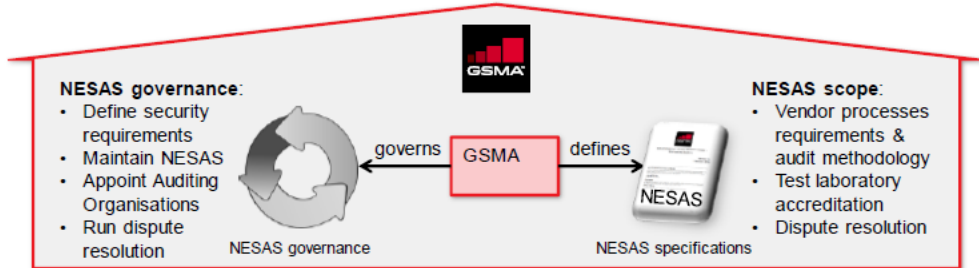 GSMA™
NESAS governance:
• Define security
requirements
• Maintain NESAS
• Appoint Auditing
Organisations
• Run dispute
resolution
NESAS governance
governs
GSMA
defines
NESAS
NESAS specifications
NESAS scope:
• Vendor processes
requirements &
audit methodology
• Test laboratory
accreditation
• Dispute resolution